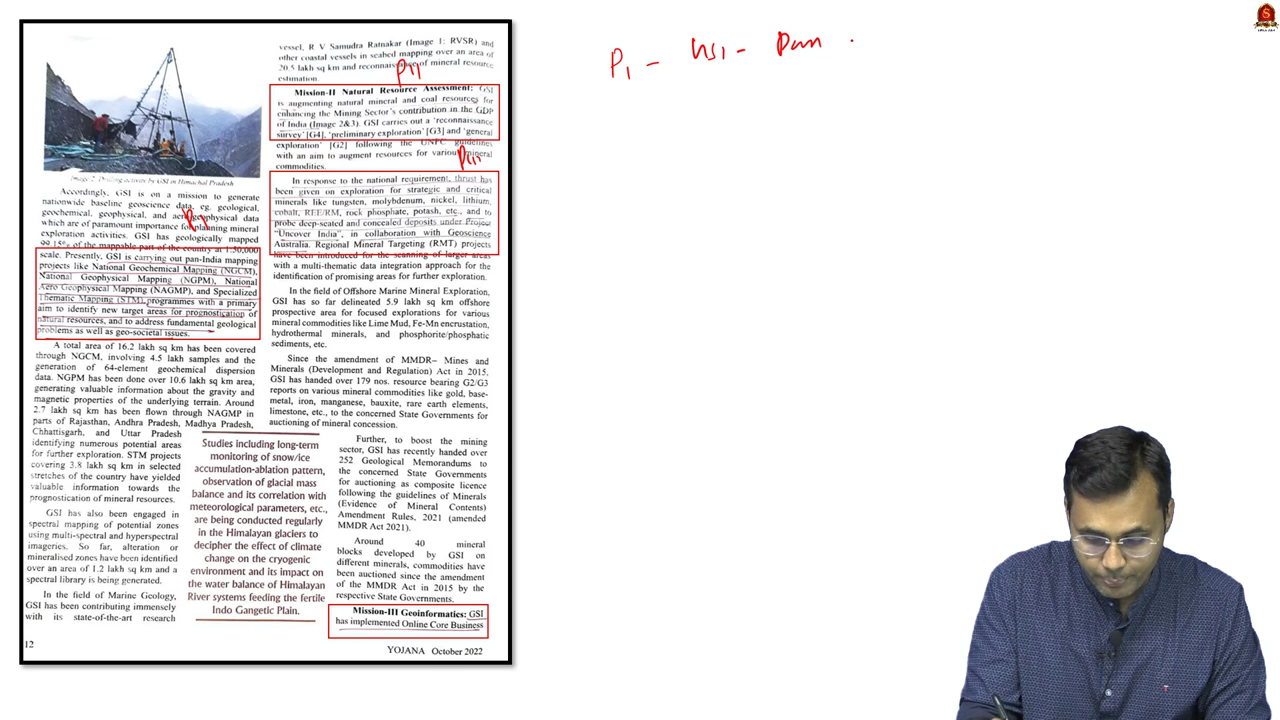 vessel, R V Samudra Ratnakar (Image 1: RVSR) and
other coastal vessels in seabed mapping over an area of
20.5 lakh sq km and reconnaissance of mineral resource
estimation.
Mission-II Natural Resource Assessment: GSI
is augmenting natural mineral and coal resources for
enhancing the Mining Sector's contribution in the GDP
of India (Image 2&3). GSI carries out a 'reconnaissance
survey' [G4], 'preliminary exploration' [G3] and 'general
exploration' [G2] following the UNFC guidelines
with an aim to augment resources for various mineral
commodities.
In response to the national requirement, thrust has
been given on exploration for strategic and critical
minerals like tungsten, molybdenum, nickel, lithium,
cobalt, REE/RM, rock phosphate, potash, etc., and to
probe deep-seated and concealed deposits under Project
"Uncover India", in collaboration with Geoscience
Australia. Regional Mineral Targeting (RMT) projects
have been introduced for the scanning of larger areas
with a multi-thematic data integration approach for the
identification of promising areas for further exploration.
In the field of Offshore Marine Mineral Exploration,
GSI has so far delineated 5.9 lakh sq km offshore
prospective area for focused explorations for various
mineral commodities like Lime Mud, Fe-Mn encrustation,
hydrothermal minerals, and phosphorite/phosphatic
sediments, etc.
Since the amendment of MMDR– Mines and
Minerals (Development and Regulation) Act in 2015,
GSI has handed over 179 nos. resource bearing G2/G3
reports on various mineral commodities like gold, base-
metal, iron, manganese, bauxite, rare earth elements,
limestone, etc., to the concerned State Governments for
auctioning of mineral concession.
Further, to boost the mining
sector, GSI has recently handed over
252 Geological Memorandums to
the concerned State Governments
for auctioning as composite licence
following the guidelines of Minerals
(Evidence of Mineral Contents)
Amendment Rules, 2021 (amended
MMDR Act 2021).
Around 40 mineral
blocks developed by GSI on
different minerals, commodities have
been auctioned since the amendment
of the MMDR Act in 2015 by the
respective State Governments.
Mission-III Geoinformatics: GSI
has implemented Online Core Business
Image 2: Drilling activity by GSI in Himachal Pradesh
Accordingly, GSI is on a mission to generate
nationwide baseline geoscience data, eg. geological,
geochemical, geophysical, and aero geophysical data
which are of paramount importance for planning mineral
exploration activities. GSI has geologically mapped
99.15% of the mappable part of the country at 1:50,000
scale. Presently, GSI is carrying out pan-India mapping
projects like National Geochemical Mapping (NGCM),
National Geophysical Mapping (NGPM), National
Aero Geophysical Mapping (NAGMP), and Specialized
Thematic Mapping (STM) programmes with a primary
aim to identify new target areas for prognostication of
natural resources, and to address fundamental geological
problems as well as geo-societal issues.
A total area of 16.2 lakh sq km has been covered
through NGCM, involving 4.5 lakh samples and the
generation of 64-element geochemical dispersion
data. NGPM has been done over 10.6 lakh sq km area,
generating valuable information about the gravity and
magnetic properties of the underlying terrain. Around
2.7 lakh sq km has been flown through NAGMP in
parts of Rajasthan, Andhra Pradesh, Madhya Pradesh,
Chhattisgarh, and Uttar Pradesh
identifying numerous potential areas
for further exploration. STM projects
covering 3.8 lakh sq km in selected
stretches of the country have yielded
valuable information towards the
prognostication of mineral resources.
GSI has also been engaged in
spectral mapping of potential zones
using multi-spectral and hyperspectral
imageries. So far, alteration or
mineralised zones have been identified
over an area of 1.2 lakh sq km and a
spectral library is being generated.
In the field of Marine Geology,
GSI has been contributing immensely
with its state-of-the-art research
Studies including long-term
monitoring of snow/ice
accumulation-ablation pattern,
observation of glacial mass
balance and its correlation with
meteorological parameters, etc.,
are being conducted regularly
in the Himalayan glaciers to
decipher the effect of climate
change on the cryogenic
environment and its impact on
the water balance of Himalayan
River systems feeding the fertile
Indo Gangetic Plain.
12
YOJANA October 2022
P1 - GSI - Pan